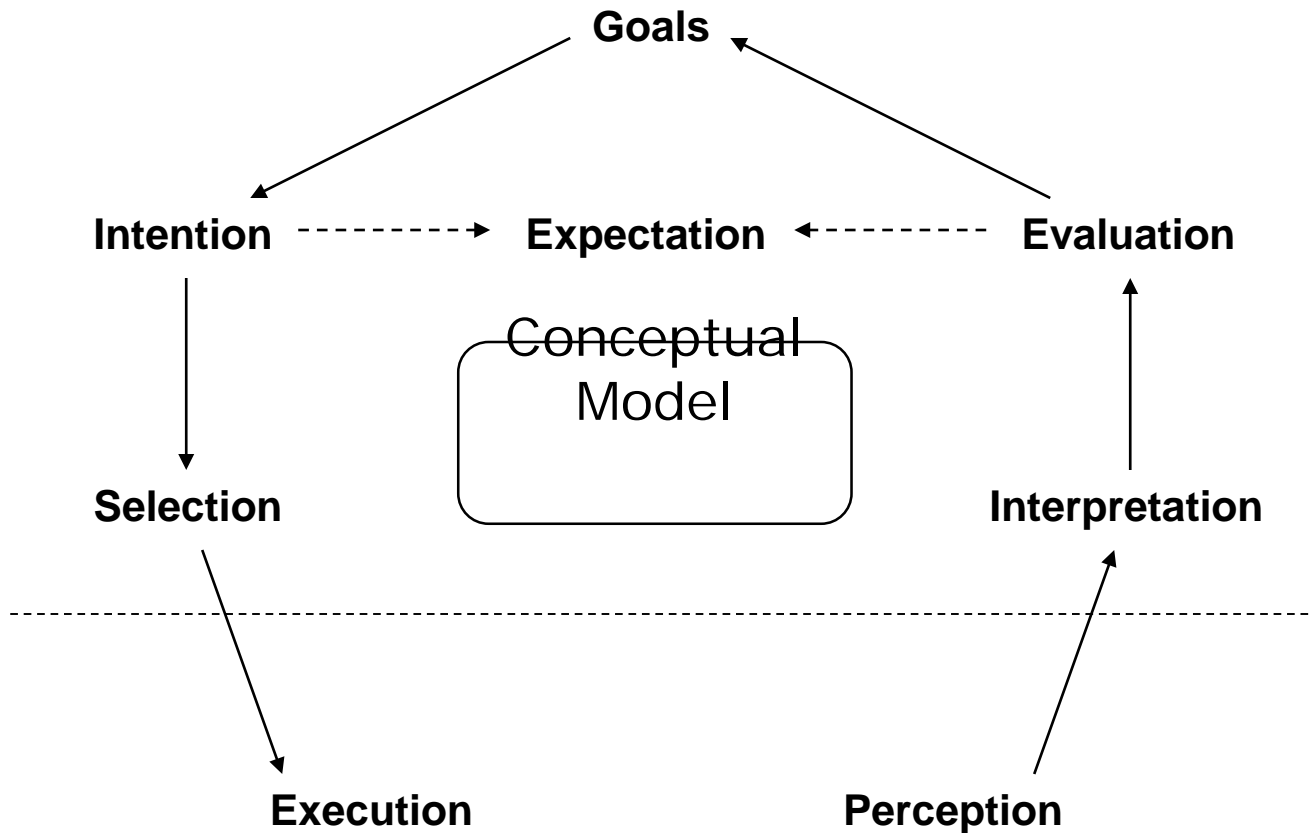 Goals
Intention
Expectation
Evaluation
Conceptual
Model
Selection
Interpretation
Execution
Perception